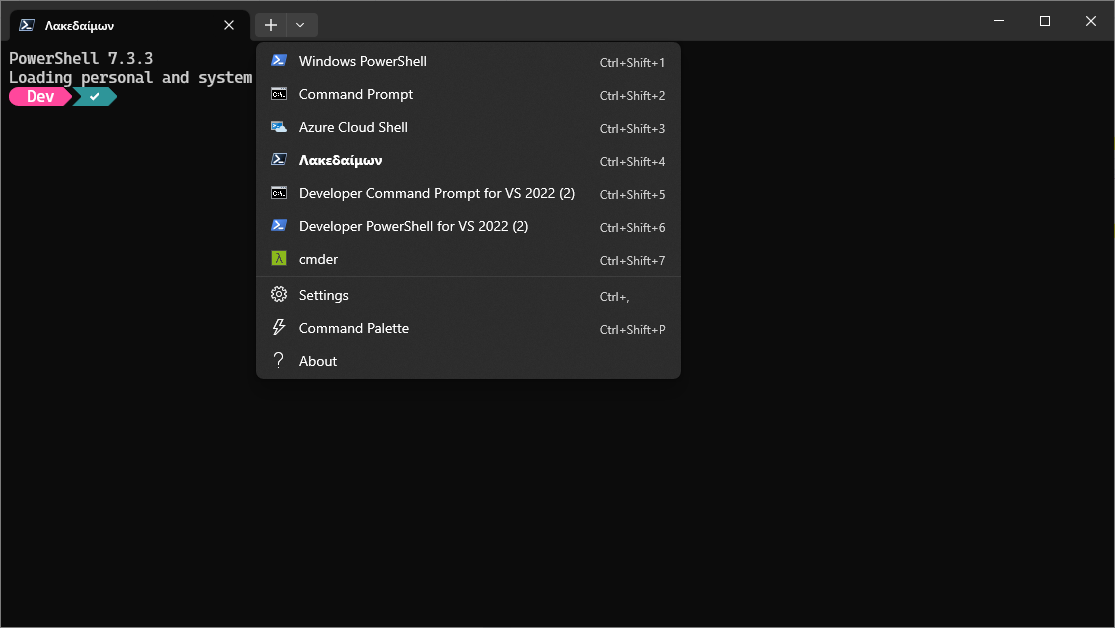 Λακεδαίμων
PowerShell 7.3.3
Loading personal and system
Dev
Windows PowerShell Ctrl+Shift+1
Command Prompt Ctrl+Shift+2
Azure Cloud Shell Ctrl+Shift+3
Λακεδαίμων Ctrl+Shift+4
Developer Command Prompt for VS 2022 (2) Ctrl+Shift+5
Developer PowerShell for VS 2022 (2) Ctrl+Shift+6
cmder Ctrl+Shift+7
Settings Ctrl+,
Command Palette Ctrl+Shift+P
About